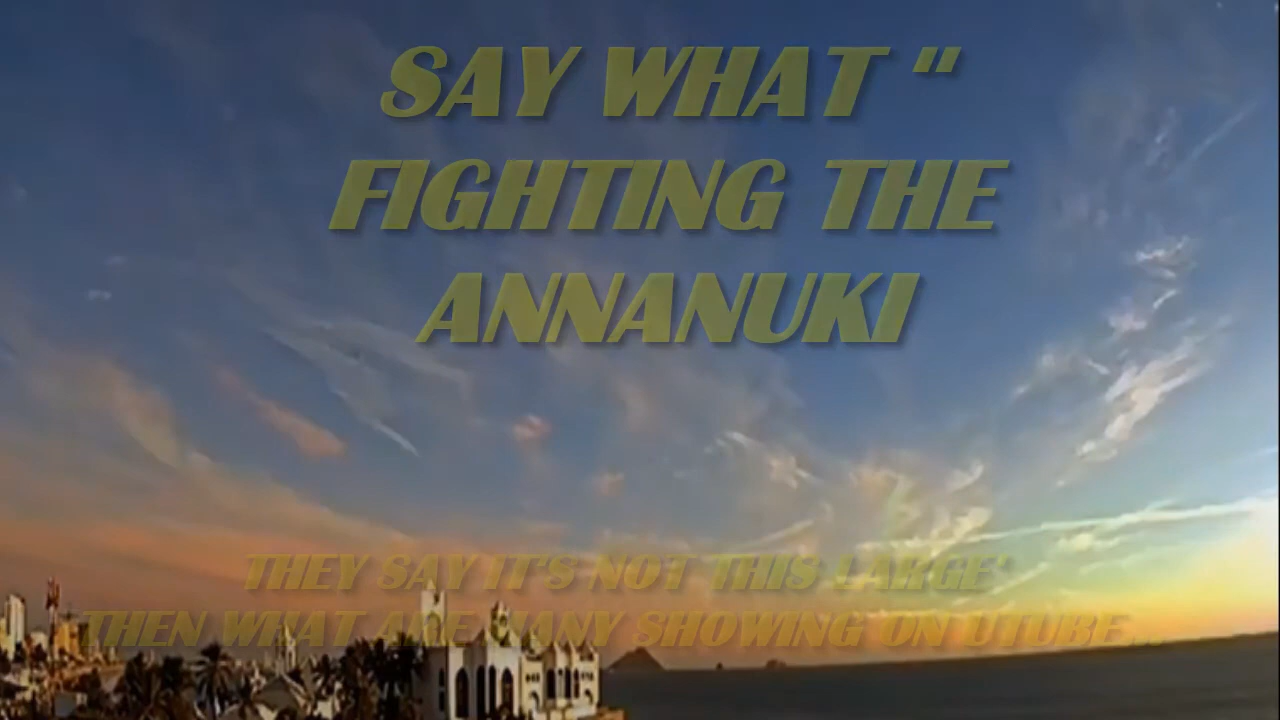 SAY WHAT "
FIGHTING THE
ANNANUKI
THEY SAY IT'S NOT THIS LARGE'
THEN WHAT ARE MANY SHOWING ON UTUBE...